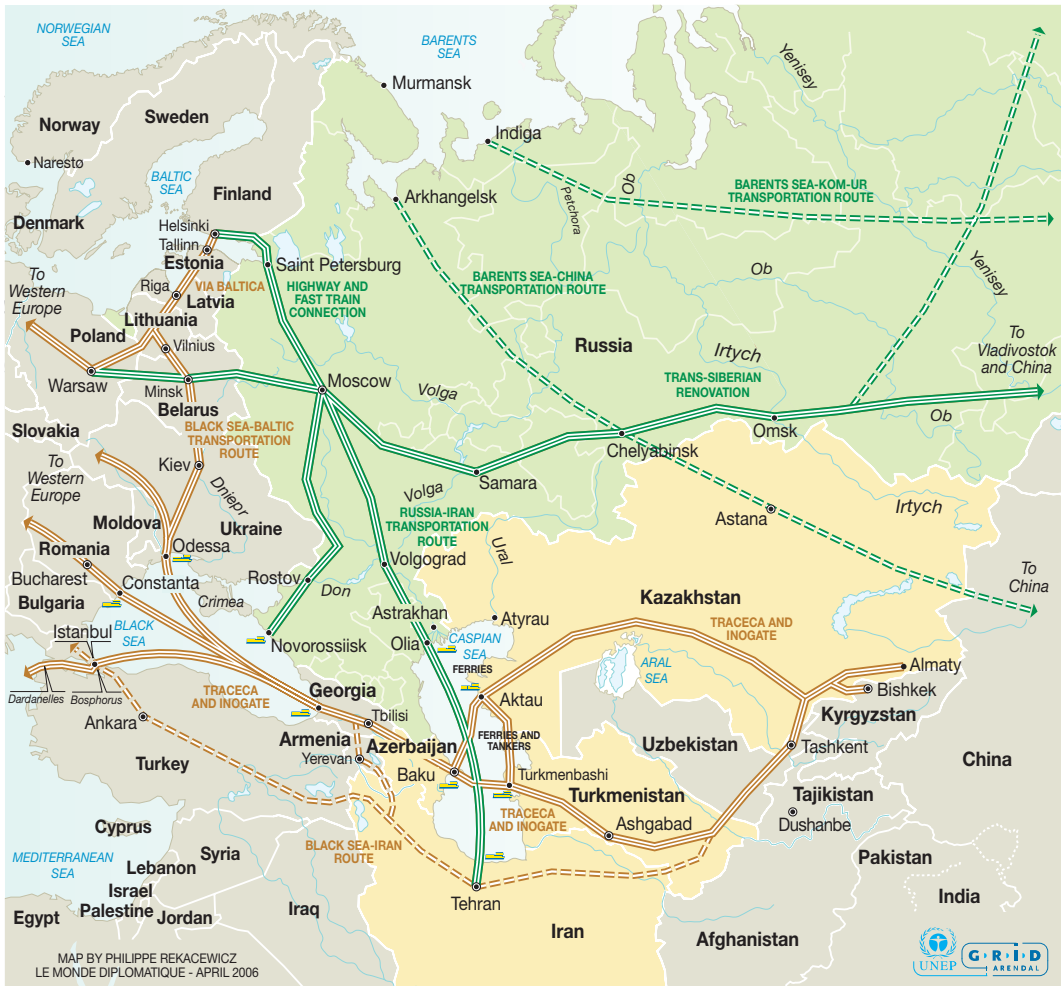 NORWEGIAN
SEA
BARENTS
SEA
Yenisey
Murmansk
Sweden
Norway
Indiga
Narestø
BALTIC
SEA
Ob
Petchora
BARENTS SEA-KOM-UR
TRANSPORTATION ROUTE
Finland
Arkhangelsk
Denmark
Helsinki
Tallinn
Estonia
Saint Petersburg
To
Western
Europe
Riga
VIA BALTICA
Latvia
HIGHWAY AND
FAST TRAIN
CONNECTION
BARENTS SEA-CHINA
TRANSPORTATION ROUTE
Ob
Yenisey
Lithuania
Poland
Vilnius
Russia
Irtych
To
Vladivostok
and China
Warsaw
Minsk
Moscow
Volga
TRANS-SIBERIAN
RENOVATION
Belarus
Ob
Slovakia
BLACK SEA-BALTIC
TRANSPORTATION
ROUTE
Omsk
Chelyabinsk
To
Western
Europe
Kiev
Dniepr
Samara
Volga
Irtych
Moldova
Ukraine
RUSSIA-IRAN
TRANSPORTATION
ROUTE
Astana
Ural
Odessa
Romania
Volgograd
Bucharest
Constanta
Rostov
Don
To
China
Bulgaria
Crimea
Kazakhstan
Astrakhan
Atyrau
BLACK
SEA
Istanbul
Novorossiisk
Olia
CASPIAN
SEA
TRACECA AND
INOGATE
FERRIES
ARAL
SEA
Almaty
Dardanelles
Bosphorus
TRACECA
AND INOGATE
Georgia
Aktau
Bishkek
Ankara
Tbilisi
Kyrgyzstan
Armenia
Azerbaijan
FERRIES AND
TANKERS
Uzbekistan
Tashkent
Yerevan
Turkey
Baku
Turkmenbashi
China
Turkmenistan
Tajikistan
TRACECA
AND INOGATE
Ashgabad
Dushanbe
Cyprus
BLACK SEA-IRAN
ROUTE
Syria
MEDITERRANEAN
SEA
Lebanon
Pakistan
Israel
Palestine
Tehran
India
Egypt
Jordan
Iraq
Iran
Afghanistan
MAP BY PHILIPPE REKACEWICZ
LE MONDE DIPLOMATIQUE - APRIL 2006
UNEP
GRID
ARENDAL